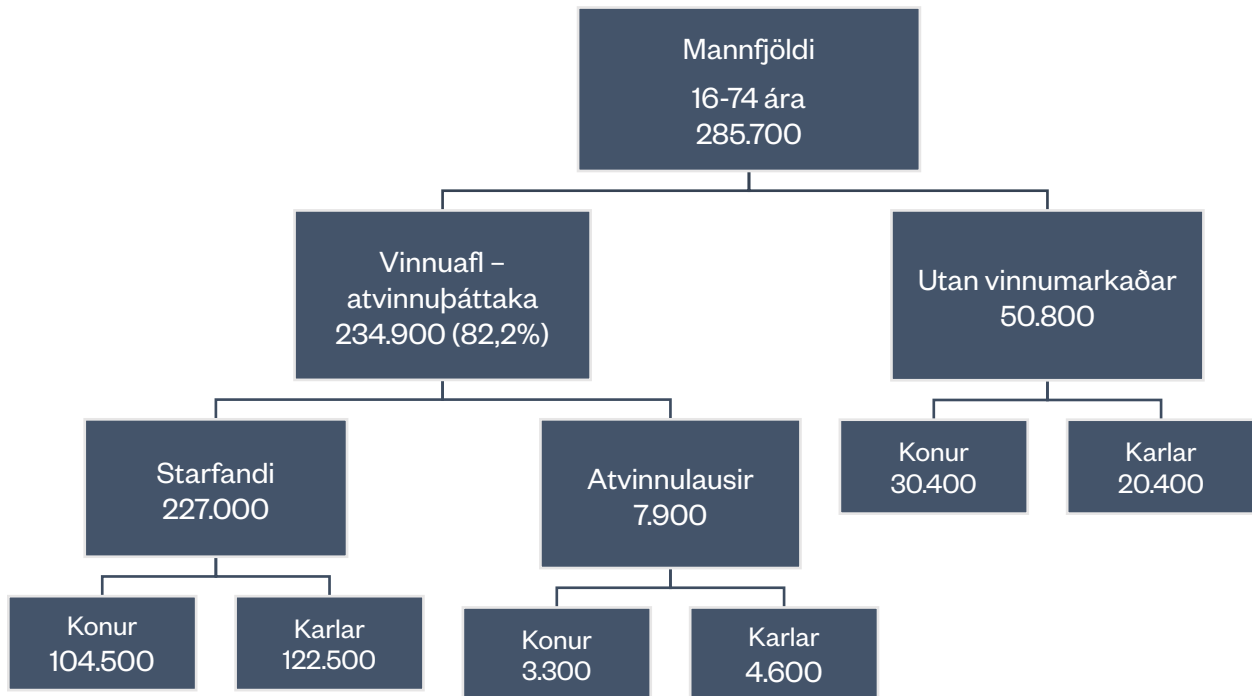 Mannfjöldi
16-74 ára
285.700
Vinnuafl –
atvinnuþáttaka
234.900 (82,2%)
Utan vinnumarkaðar
50.800
Starfandi
227.000
Atvinnulausir
7.900
Konur
30.400
Karlar
20.400
Konur
104.500
Karlar
122.500
Konur
3.300
Karlar
4.600